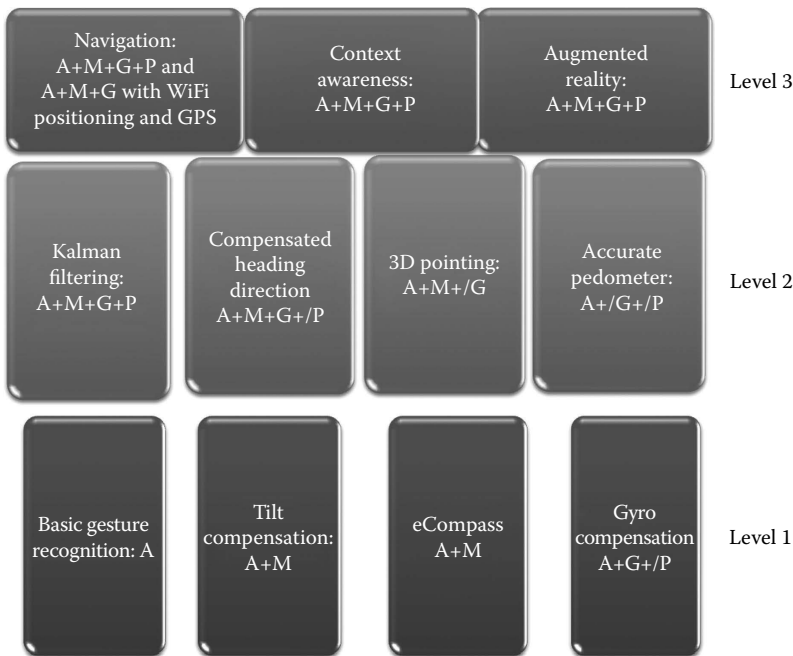 Navigation:
A+M+G+P and
A+M+G with WiFi
positioning and GPS
Context
awareness:
A+M+G+P
Augmented
reality:
A+M+G+P
Level 3
Kalman
filtering:
A+M+G+P
Compensated
heading
direction
A+M+G+/P
3D pointing:
A+M+/G
Accurate
pedometer:
A+/G+/P
Level 2
Basic gesture
recognition: A
Tilt
compensation:
A+M
eCompass
A+M
Gyro
compensation
A+G+/P
Level 1